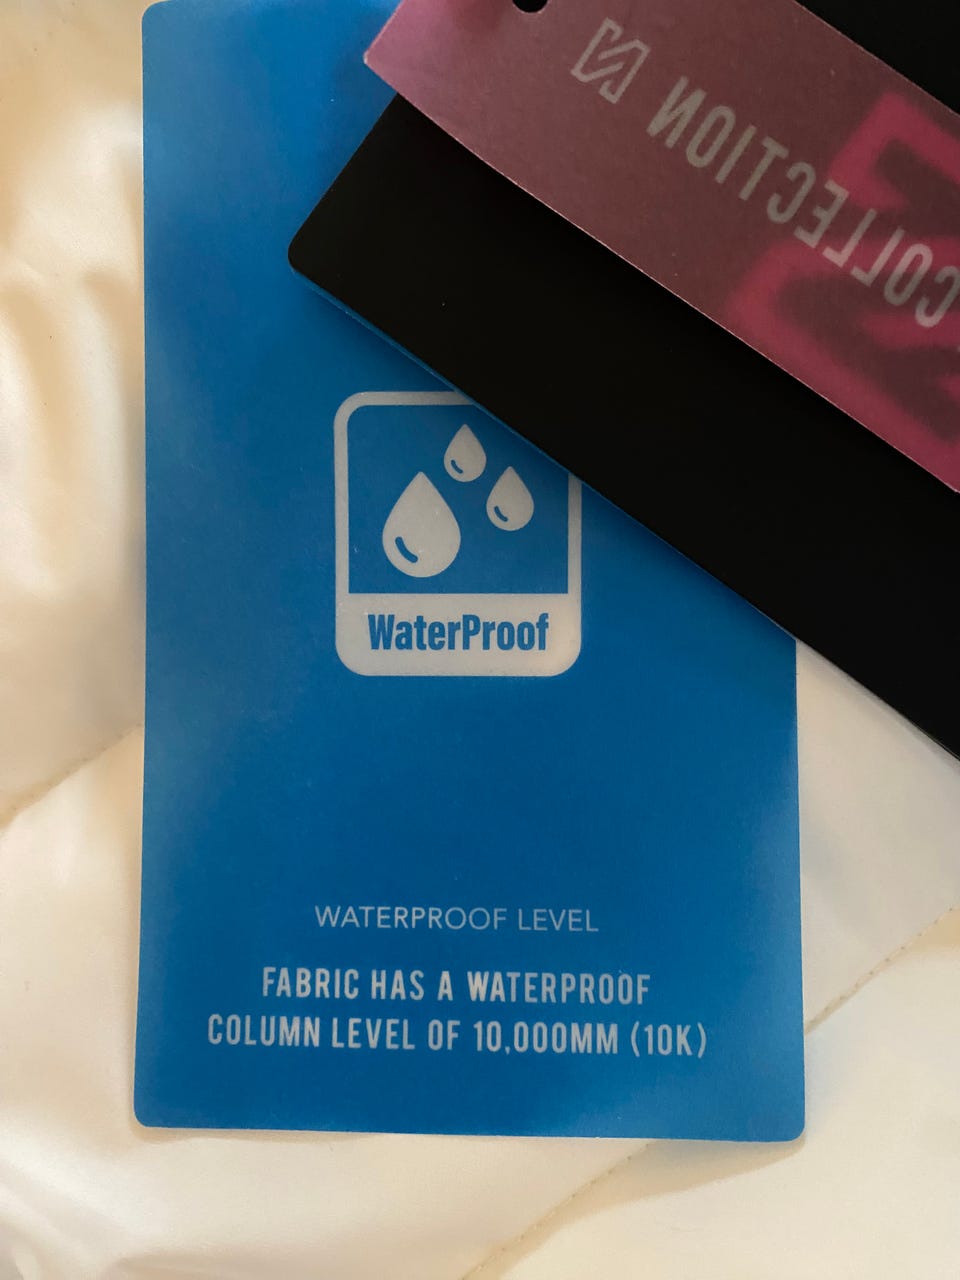 COLLECTION
WaterProof
WATERPROOF LEVEL
FABRIC HAS A WATERPROOF
COLUMN LEVEL OF 10,000MM (10K)